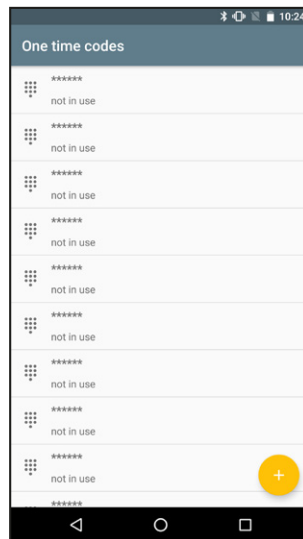 10:24
One time codes
******
not in use
******
not in use
******
not in use
******
not in use
******
not in use
******
not in use
******
not in use
******
not in use
******
not in use
******